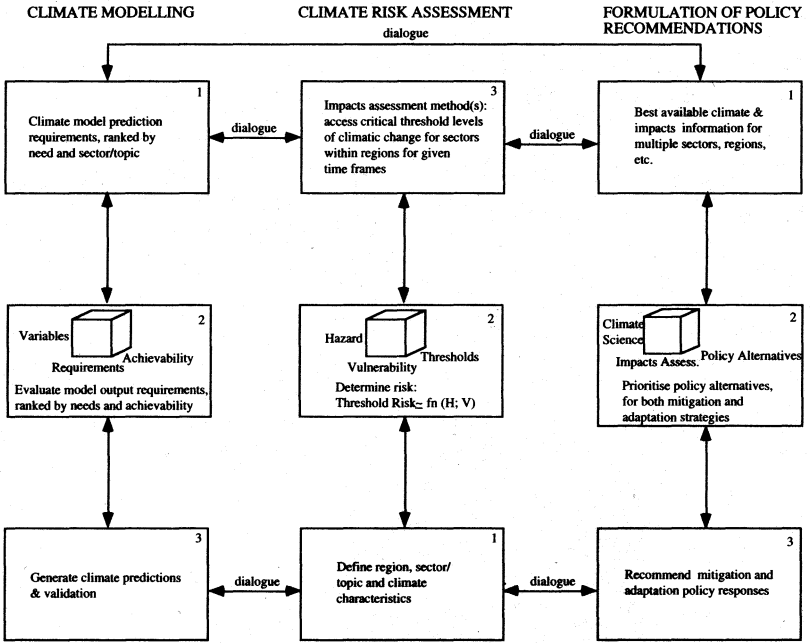 CLIMATE MODELLING
CLIMATE RISK ASSESSMENT
FORMULATION OF POLICY
RECOMMENDATIONS
dialogue
1
Climate model prediction
requirements, ranked by
need and sector/topic
dialogue
3
Impacts assessment method(s):
access critical threshold levels
of climatic change for sectors
within regions for given
time frames
dialogue
1
Best available climate &
impacts information for
multiple sectors, regions,
etc.
2
Variables
Achievability
Requirements
Evaluate model output requirements,
ranked by needs and achievability
2
Hazard
Thresholds
Vulnerability
Determine risk:
Threshold Risk ≃ fn (H; V)
2
Climate
Science
Policy Alternatives
Impacts Assess.
Prioritise policy alternatives,
for both mitigation and
adaptation strategies
3
Generate climate predictions
& validation
dialogue
1
Define region, sector/
topic and climate
characteristics
dialogue
3
Recommend mitigation and
adaptation policy responses